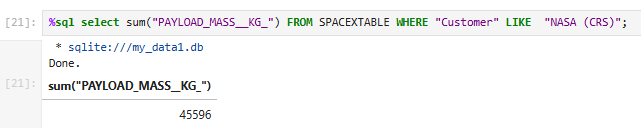 [21]: %sql select sum("PAYLOAD_MASS__KG_") FROM SPACEXTABLE WHERE "Customer" LIKE  "NASA (CRS)";
* sqlite:///my_data1.db
Done.
[21]: sum("PAYLOAD_MASS__KG_")
45596